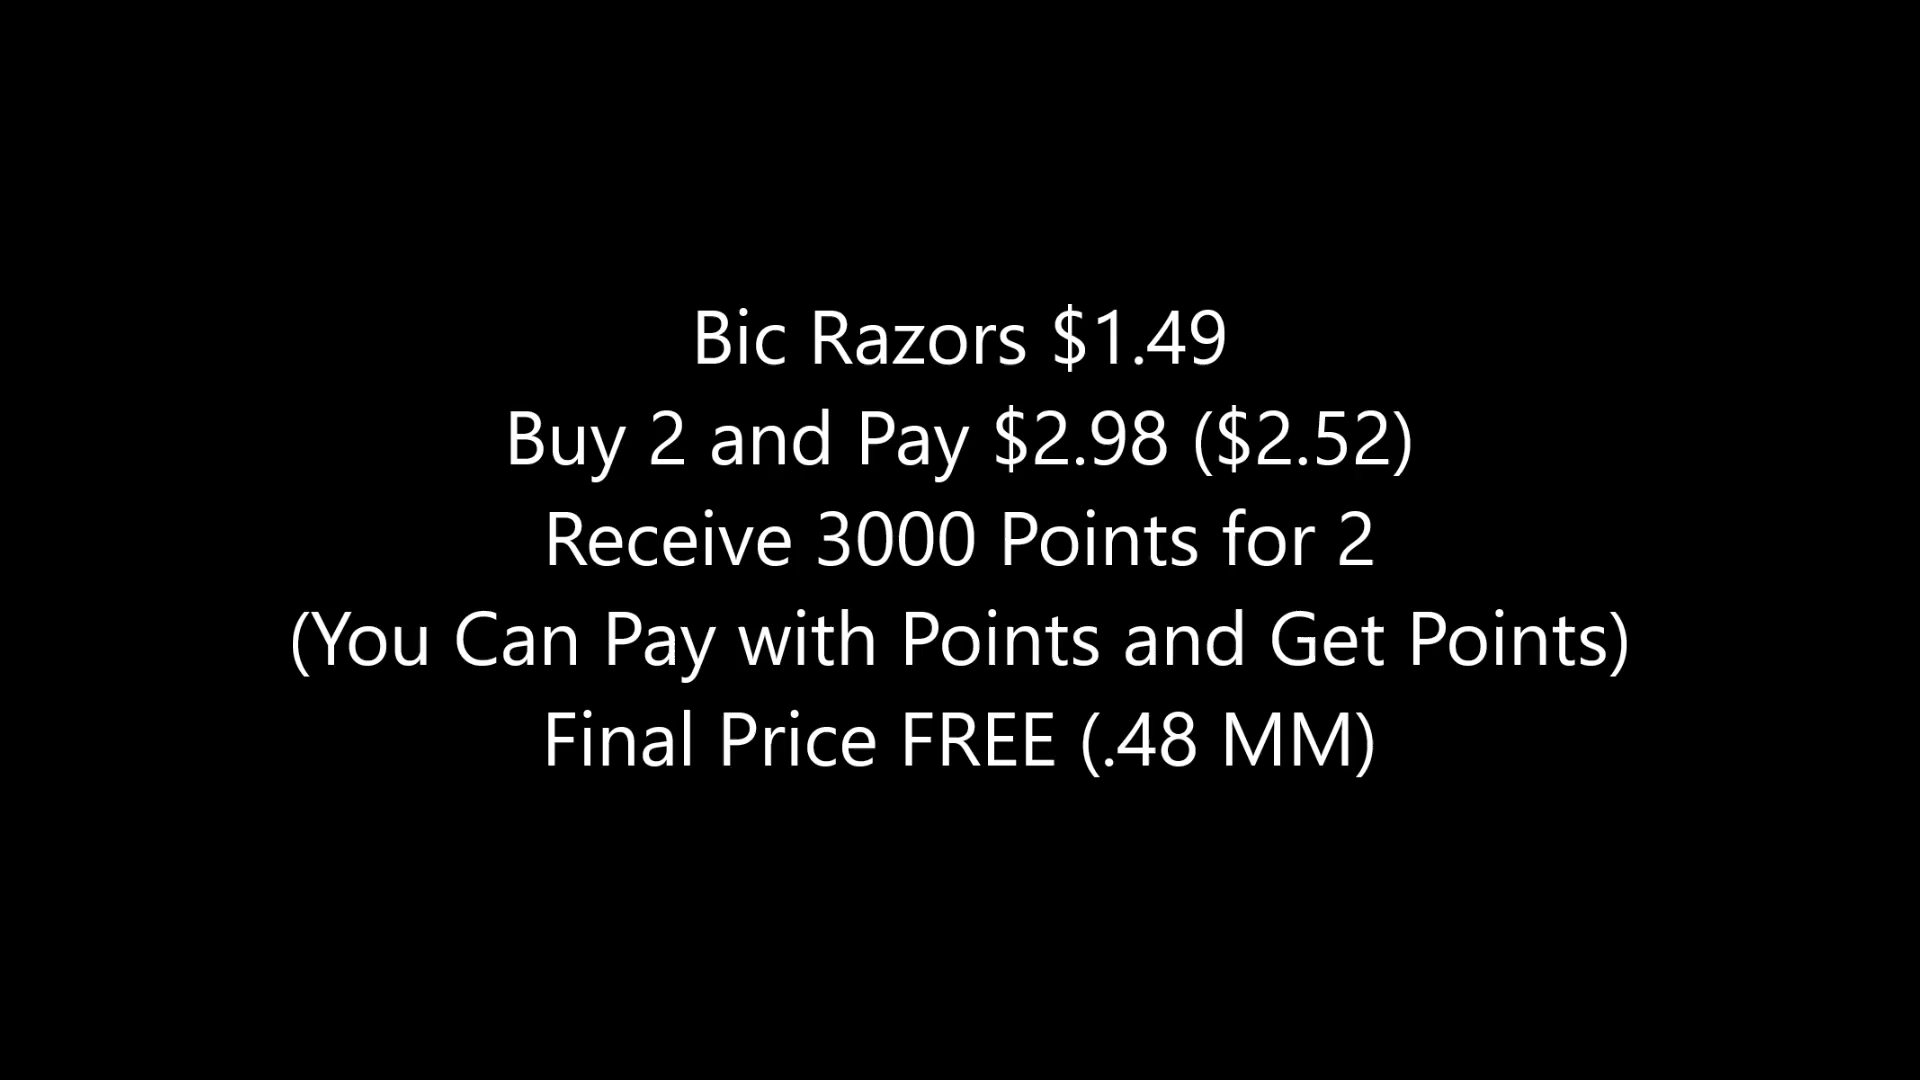 Bic Razors $1.49
Buy 2 and Pay $2.98 ($2.52)
Receive 3000 Points for 2
(You Can Pay with Points and Get Points)
Final Price FREE (.48 MM)